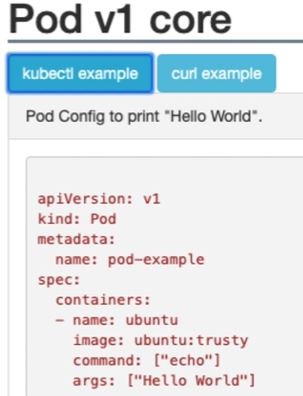 Pod v1 core
kubectl example curl example
Pod Config to print "Hello World".
apiVersion: v1
kind: Pod
metadata:
  name: pod-example
spec:
  containers:
  - name: ubuntu
    image: ubuntu:trusty
    command: ["echo"]
    args: ["Hello World"]